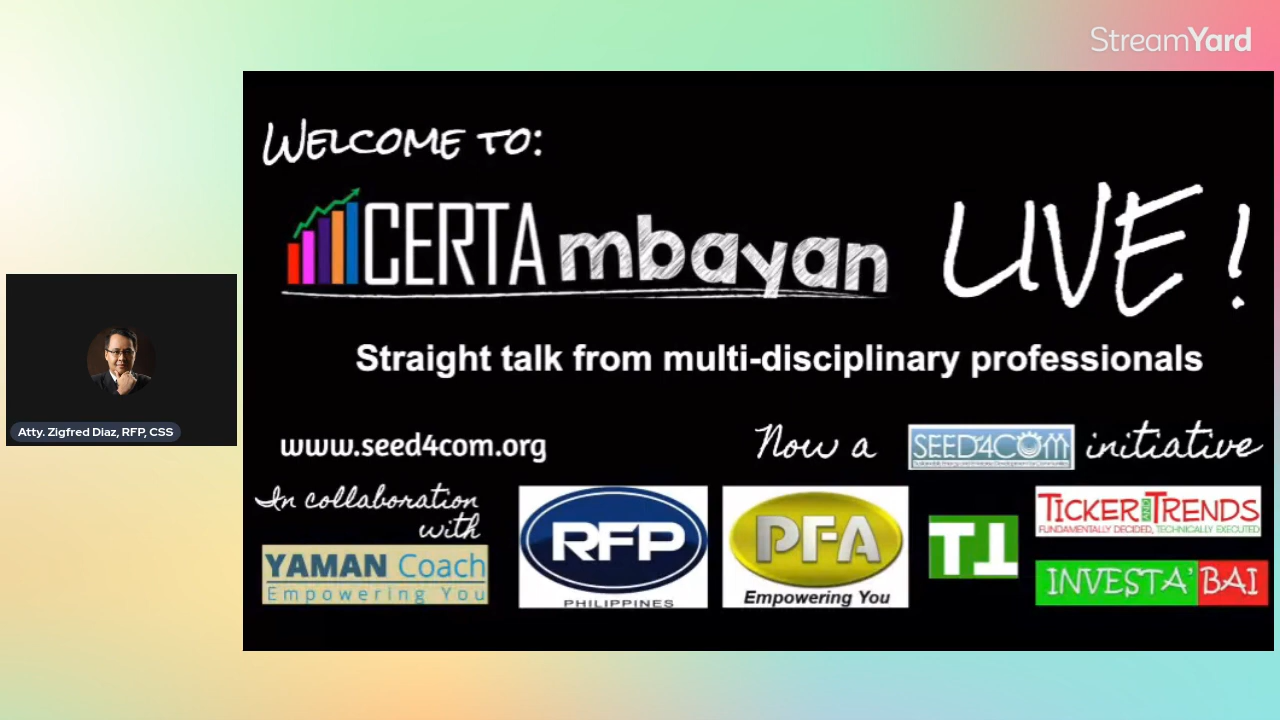 StreamYard
WELCOME TO:
CERTAmbayan
LIVE!
Straight talk from multi-disciplinary professionals
www.seed4com.org
Now a SEED4COM initiative
In collaboration
with
YAMAN Coach
Empowering You
RFP
PHILIPPINES
PFA
Empowering You
TICKER AND TRENDS
FUNDAMENTALLY DECIDED, TECHNICALLY EXECUTED
INVESTA' BAI
Atty. Zigfred Diaz, RFP, CSS